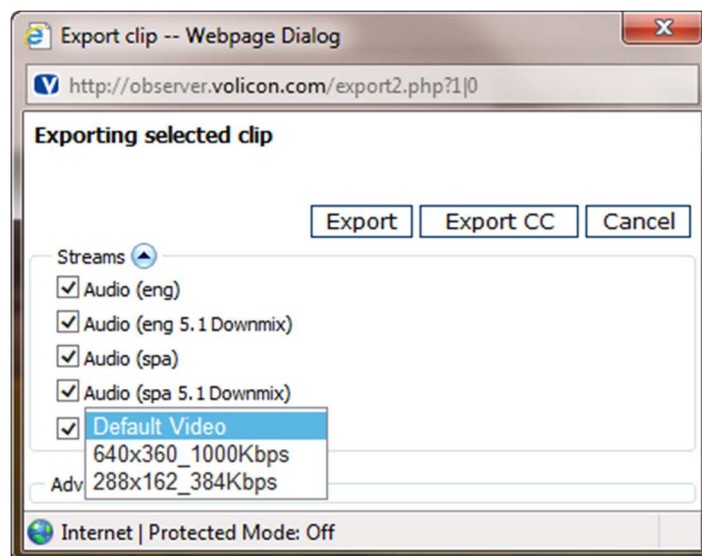 Export clip -- Webpage Dialog
http://observer.volicon.com/export2.php?1|0
Exporting selected clip
Export Export CC Cancel
Streams
Audio (eng)
Audio (eng 5.1 Downmix)
Audio (spa)
Audio (spa 5.1 Downmix)
Default Video
640x360_1000Kbps
288x162_384Kbps
Adv
Internet | Protected Mode: Off